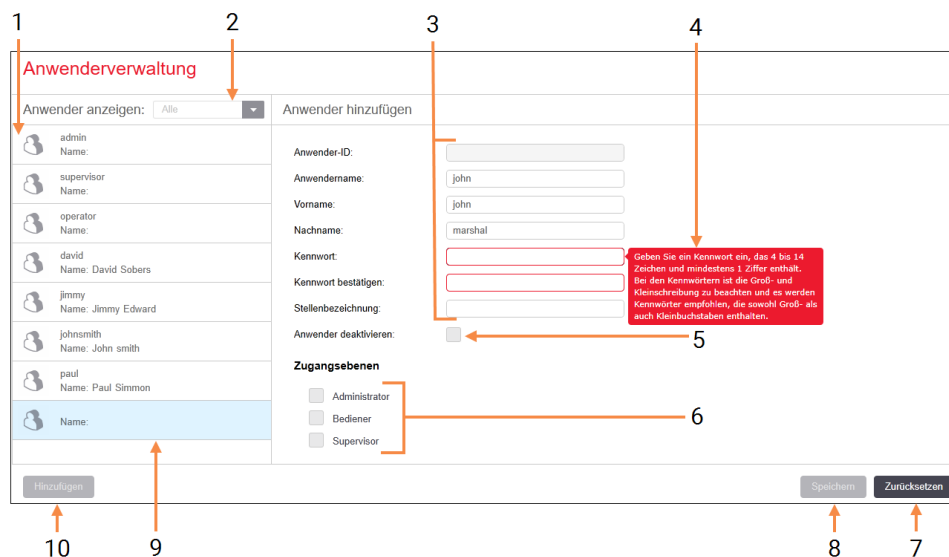 1
2
3
4
Anwenderverwaltung
Anwender anzeigen: Alle
admin
Name:
supervisor
Name:
operator
Name:
david
Name: David Sobers
jimmy
Name: Jimmy Edward
johnsmith
Name: John smith
paul
Name: Paul Simmon
Name:
Anwender hinzufügen
Anwender-ID:
Anwendername: john
Vorname: john
Nachname: marshal
Kennwort:
Kennwort bestätigen:
Stellenbezeichnung:
Anwender deaktivieren:
Geben Sie ein Kennwort ein, das 4 bis 14
Zeichen und mindestens 1 Ziffer enthält.
Bei den Kennwörtern ist die Groß- und
Kleinschreibung zu beachten und es werden
Kennwörter empfohlen, die sowohl Groß- als
auch Kleinbuchstaben enthalten.
5
Zugangsebenen
Administrator
Bediener
Supervisor
6
Hinzufügen
Speichern
Zurücksetzen
10
9
8
7